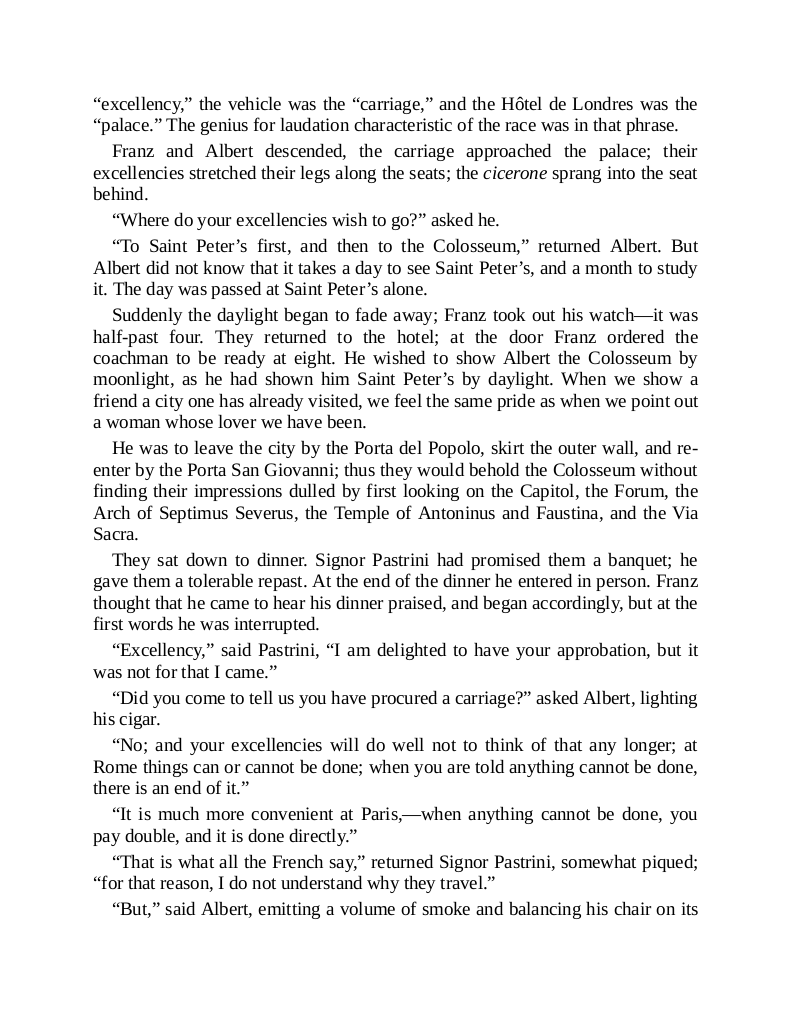 “excellency,” the vehicle was the “carriage,” and the Hôtel de Londres was the
“palace.” The genius for laudation characteristic of the race was in that phrase.
Franz and Albert descended, the carriage approached the palace; their
excellencies stretched their legs along the seats; the cicerone sprang into the seat
behind.
“Where do your excellencies wish to go?” asked he.
“To Saint Peter’s first, and then to the Colosseum,” returned Albert. But
Albert did not know that it takes a day to see Saint Peter’s, and a month to study
it. The day was passed at Saint Peter’s alone.
Suddenly the daylight began to fade away; Franz took out his watch—it was
half-past four. They returned to the hotel; at the door Franz ordered the
coachman to be ready at eight. He wished to show Albert the Colosseum by
moonlight, as he had shown him Saint Peter’s by daylight. When we show a
friend a city one has already visited, we feel the same pride as when we point out
a woman whose lover we have been.
He was to leave the city by the Porta del Popolo, skirt the outer wall, and re-
enter by the Porta San Giovanni; thus they would behold the Colosseum without
finding their impressions dulled by first looking on the Capitol, the Forum, the
Arch of Septimus Severus, the Temple of Antoninus and Faustina, and the Via
Sacra.
They sat down to dinner. Signor Pastrini had promised them a banquet; he
gave them a tolerable repast. At the end of the dinner he entered in person. Franz
thought that he came to hear his dinner praised, and began accordingly, but at the
first words he was interrupted.
“Excellency,” said Pastrini, “I am delighted to have your approbation, but it
was not for that I came.”
“Did you come to tell us you have procured a carriage?” asked Albert, lighting
his cigar.
“No; and your excellencies will do well not to think of that any longer; at
Rome things can or cannot be done; when you are told anything cannot be done,
there is an end of it.”
“It is much more convenient at Paris,—when anything cannot be done, you
pay double, and it is done directly.”
“That is what all the French say,” returned Signor Pastrini, somewhat piqued;
“for that reason, I do not understand why they travel.”
“But,” said Albert, emitting a volume of smoke and balancing his chair on its